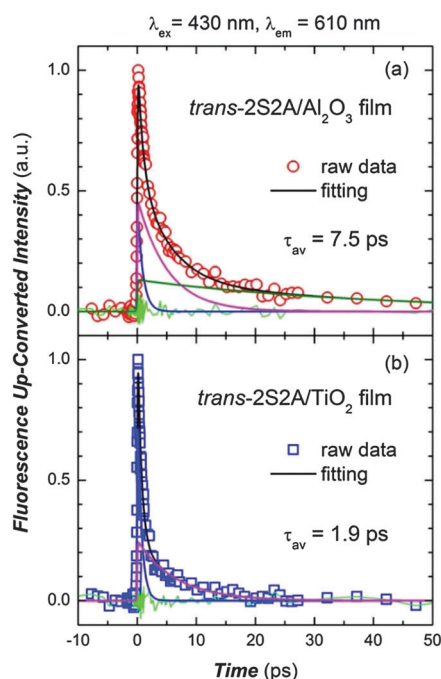 λex = 430 nm, λem = 610 nm
(a)
trans-2S2A/Al2O3 film
raw data
fitting
τav = 7.5 ps
1.0
0.5
0.0
(b)
trans-2S2A/TiO2 film
raw data
fitting
τav = 1.9 ps
1.0
0.5
0.0
-10 0 10 20 30 40 50
Time (ps)
Fluorescence Up-Converted Intensity (a.u.)